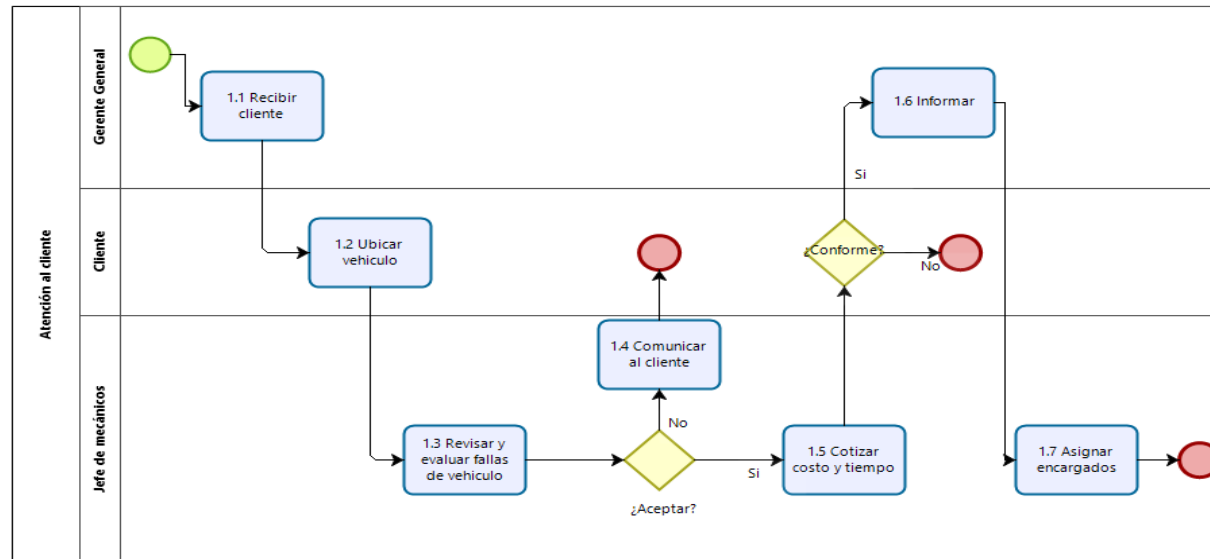 Atención al cliente
Gerente General
1.1 Recibir
cliente
1.6 Informar
Si
Cliente
1.2 Ubicar
vehiculo
¿Conforme?
No
Jefe de mecánicos
1.4 Comunicar
al cliente
No
1.3 Revisar y
evaluar fallas
de vehiculo
¿Aceptar?
Si
1.5 Cotizar
costo y tiempo
1.7 Asignar
encargados